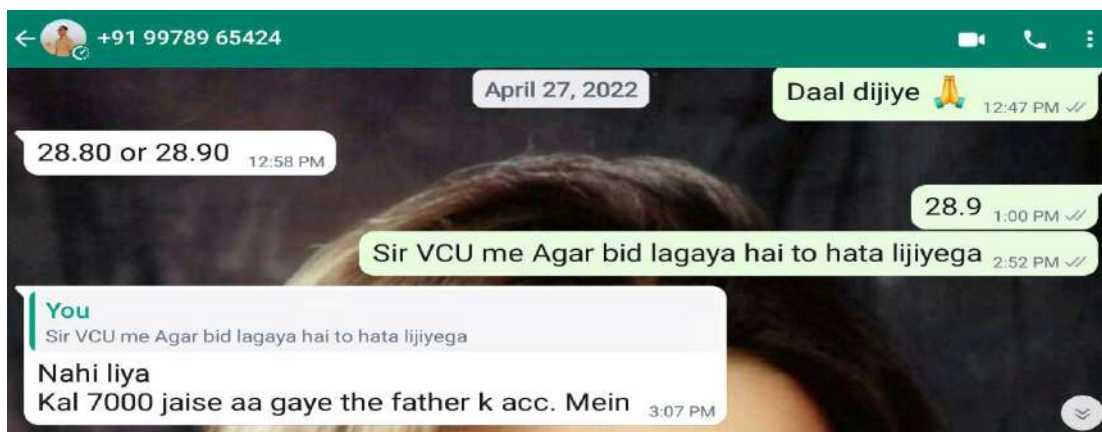 +91 99789 65424
April 27, 2022
Daal dijiye 🙏 12:47 PM
28.80 or 28.90 12:58 PM
28.9 1:00 PM
Sir VCU me Agar bid lagaya hai to hata lijiyega 2:52 PM
You
Sir VCU me Agar bid lagaya hai to hata lijiyega
Nahi liya
Kal 7000 jaise aa gaye the father k acc. Mein 3:07 PM